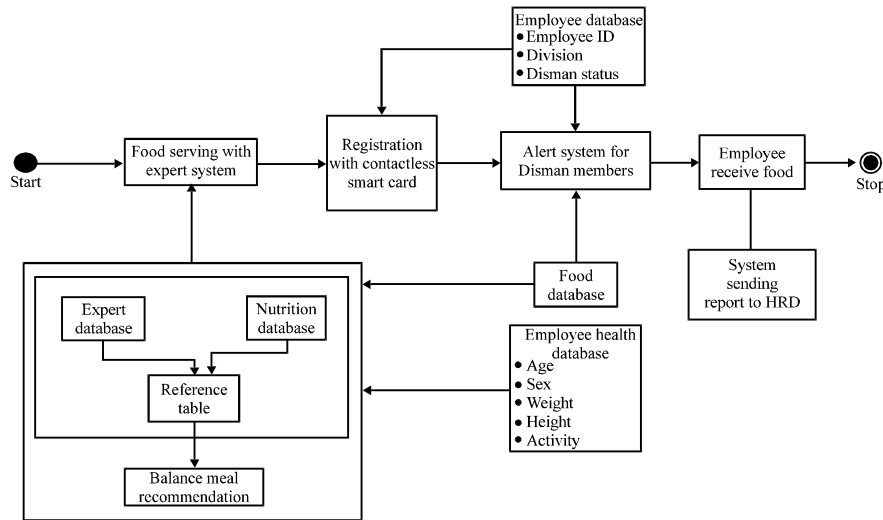 Employee database
● Employee ID
● Division
● Disman status
Start
Food serving with
expert system
Registration
with contactless
smart card
Alert system for
Disman members
Employee
receive food
Stop
Food
database
System
sending
report to HRD
Expert
database
Nutrition
database
Reference
table
Balance meal
recommendation
Employee health
database
● Age
● Sex
● Weight
● Height
● Activity